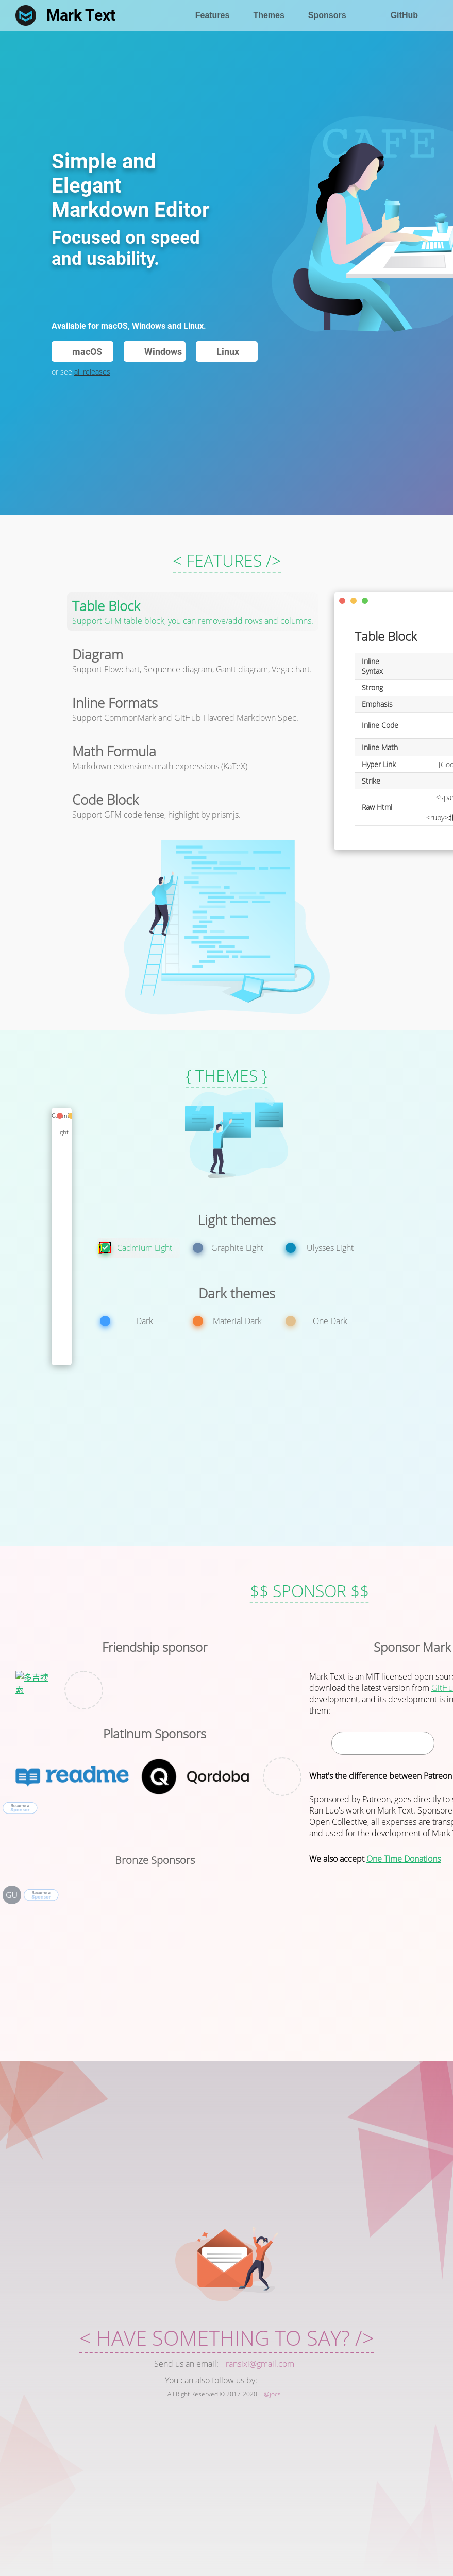 Mark Text
Features
Themes
Sponsors
GitHub
CAFE
Simple and
Elegant
Markdown Editor
Focused on speed
and usability.
Available for macOS, Windows and Linux.
macOS
Windows
Linux
or see all releases
< FEATURES />
Table Block
Support GFM table block, you can remove/add rows and columns.
Diagram
Support Flowchart, Sequence diagram, Gantt diagram, Vega chart.
Inline Formats
Support CommonMark and GitHub Flavored Markdown Spec.
Math Formula
Markdown extensions math expressions (KaTeX)
Code Block
Support GFM code fense, highlight by prismjs.
Table Block
Inline
Syntax
Strong
Emphasis
Inline Code
Inline Math
Hyper Link
[Goo
Strike
Raw Html
<spar
<ruby>
{ THEMES }
Light
Light themes
Cadmium Light
Graphite Light
Ulysses Light
Dark themes
Dark
Material Dark
One Dark
$$ SPONSOR $$
Friendship sponsor
多吉搜
索
Platinum Sponsors
readme
Qordoba
Become a
Sponsor
Bronze Sponsors
GU
Become a
Sponsor
Sponsor Mark
Mark Text is an MIT licensed open sour
download the latest version from GitHu
development, and its development is in
them:
What's the difference between Patreon
Sponsored by Patreon, goes directly to s
Ran Luo's work on Mark Text. Sponsore
Open Collective, all expenses are transp
and used for the development of Mark
We also accept One Time Donations
< HAVE SOMETHING TO SAY? />
Send us an email: ransixi@gmail.com
You can also follow us by:
All Right Reserved © 2017-2020 @jocs